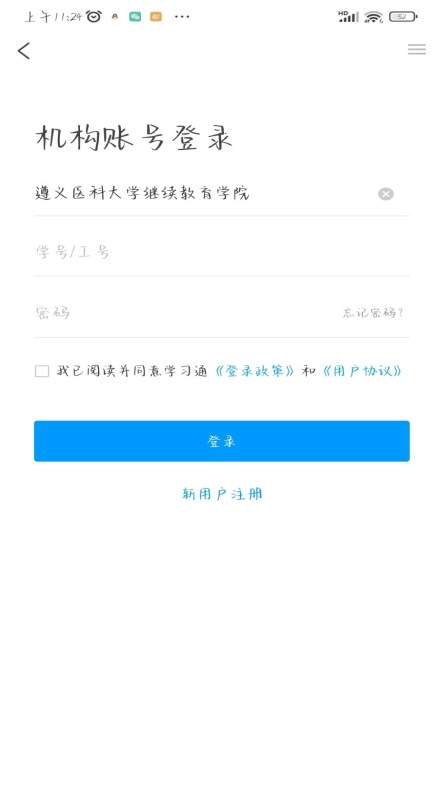 上午11:24
机构账号登录
遵义医科大学继续教育学院
学号/工号
密码 忘记密码?
我已阅读并同意学习通《登录政策》和《用户协议》
登录
新用户注册